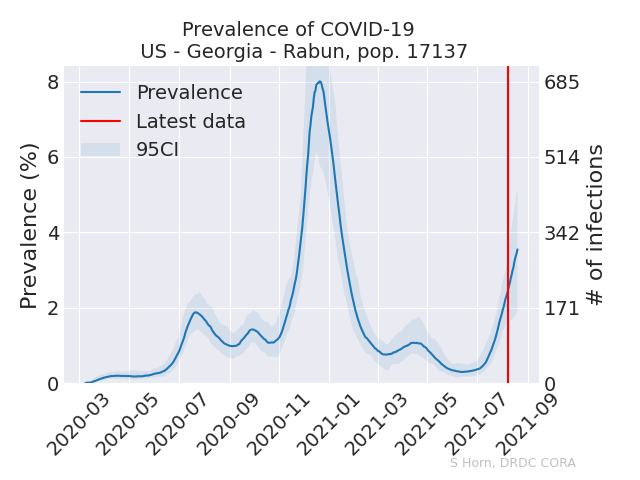 Prevalence of COVID-19
US - Georgia - Rabun, pop. 17137
Prevalence
Latest data
95CI
Prevalence (%)
8
6
4
2
0
685
514
342
171
0
# of infections
2020-03
2020-05
2020-07
2020-09
2020-11
2021-01
2021-03
2021-05
2021-07
2021-09
S Horn, DRDC CORA